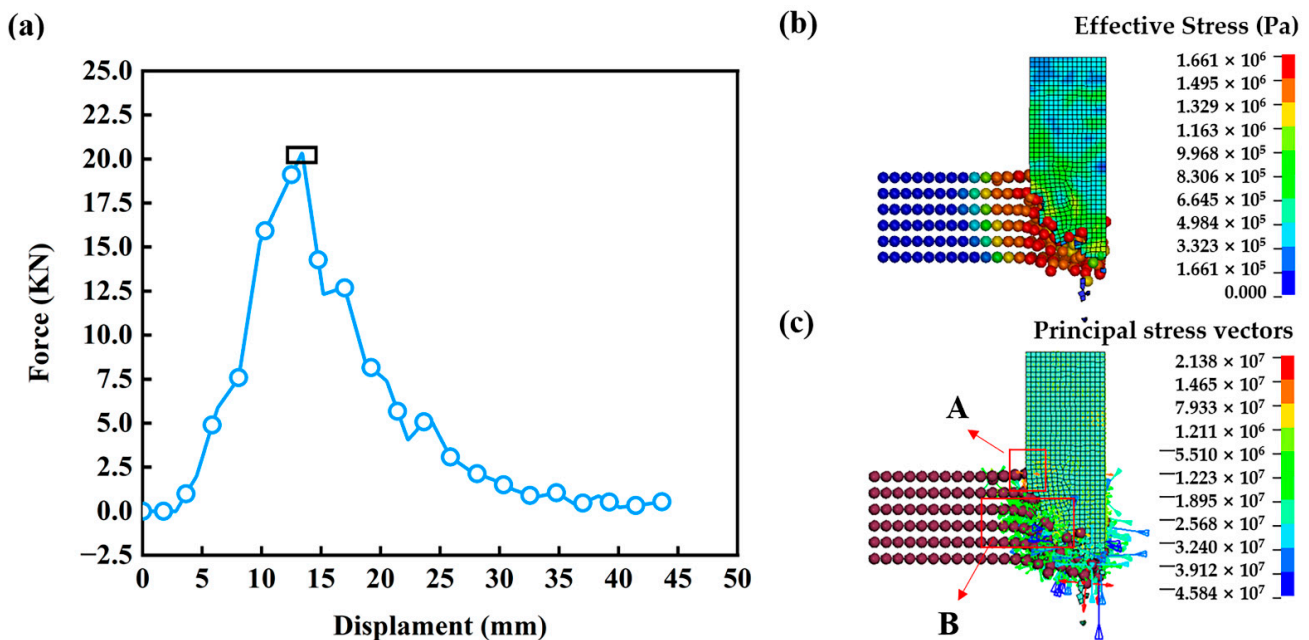 (a)
25.0
22.5
20.0
17.5
15.0
12.5
10.0
7.5
5.0
2.5
0.0
−2.5
Force (KN)
0 5 10 15 20 25 30 35 40 45 50
Displament (mm)
(b)
Effective Stress (Pa)
1.661 × 10⁶
1.495 × 10⁶
1.329 × 10⁶
1.163 × 10⁶
9.968 × 10⁵
8.306 × 10⁵
6.645 × 10⁵
4.984 × 10⁵
3.323 × 10⁵
1.661 × 10⁵
0.000
(c)
Principal stress vectors
2.138 × 10⁷
1.465 × 10⁷
7.933 × 10⁷
1.211 × 10⁶
—5.510 × 10⁶
—1.223 × 10⁷
—1.895 × 10⁷
—2.568 × 10⁷
—3.240 × 10⁷
—3.912 × 10⁷
—4.584 × 10⁷
A
B